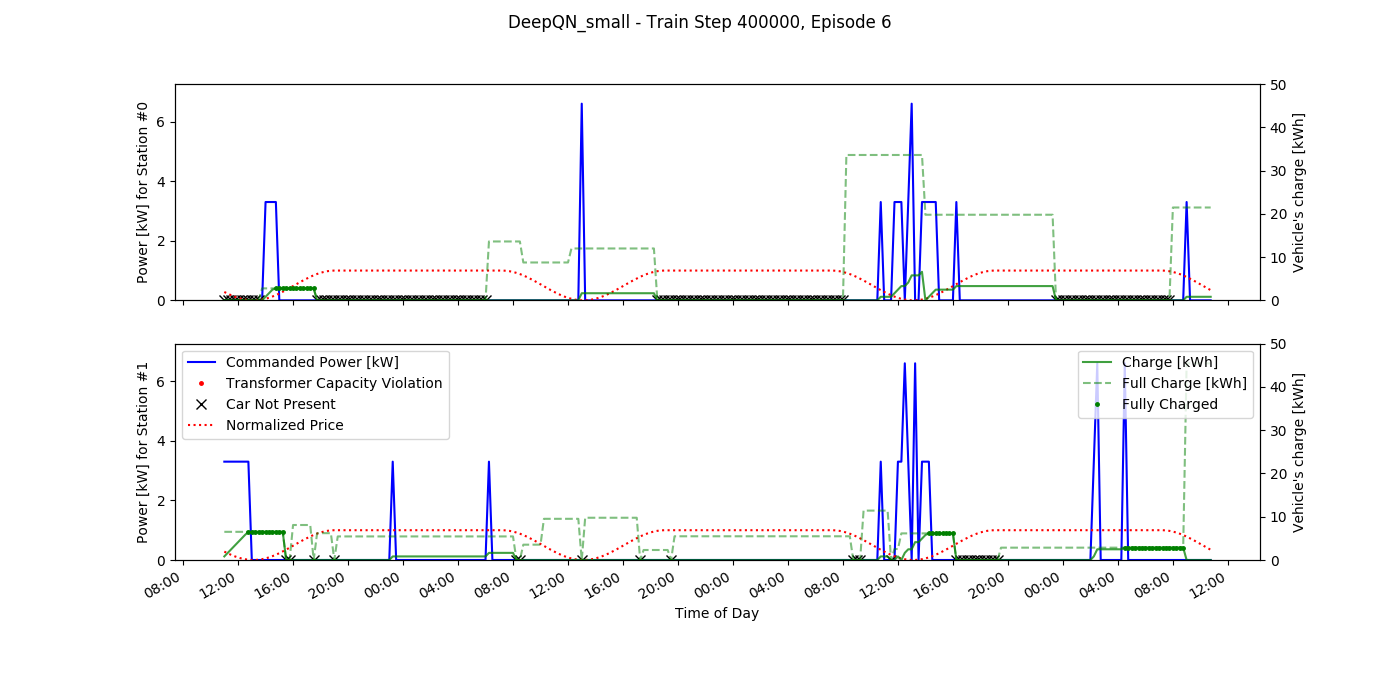 DeepQN_small - Train Step 400000, Episode 6
Power [kW] for Station #0
6
4
2
0
50
40
30
20
10
0
Vehicle's charge [kWh]
Power [kW] for Station #1
6
4
2
0
Commanded Power [kW]
Transformer Capacity Violation
Car Not Present
Normalized Price
Charge [kWh]
Full Charge [kWh]
Fully Charged
50
40
30
20
10
0
Vehicle's charge [kWh]
08:00 12:00 16:00 20:00 00:00 04:00 08:00 12:00 16:00 20:00 00:00 04:00 08:00 12:00 16:00 20:00 00:00 04:00 08:00 12:00
Time of Day